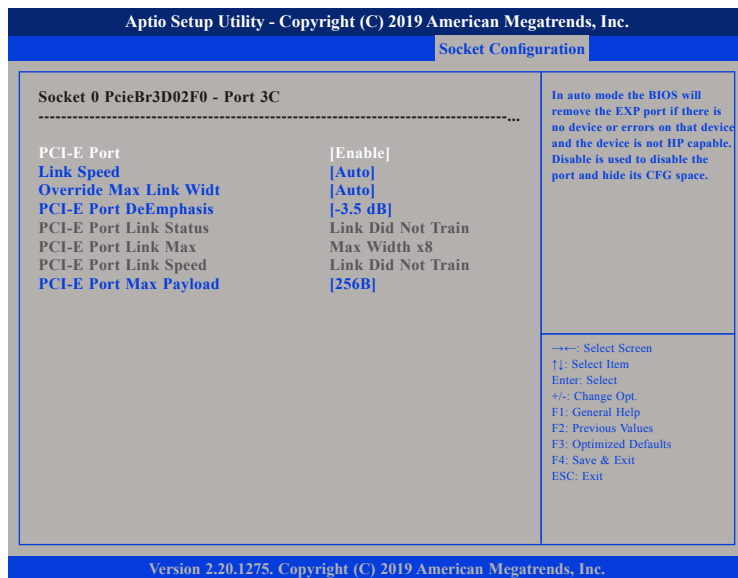 Aptio Setup Utility - Copyright (C) 2019 American Megatrends, Inc.
Socket Configuration
Socket 0 PcieBr3D02F0 - Port 3C
--------------------------------------------------------------------------------...
PCI-E Port [Enable]
Link Speed [Auto]
Override Max Link Widt [Auto]
PCI-E Port DeEmphasis [-3.5 dB]
PCI-E Port Link Status Link Did Not Train
PCI-E Port Link Max Max Width x8
PCI-E Port Link Speed Link Did Not Train
PCI-E Port Max Payload [256B]
In auto mode the BIOS will
remove the EXP port if there is
no device or errors on that device
and the device is not HP capable.
Disable is used to disable the
port and hide its CFG space.
→←: Select Screen
↑↓: Select Item
Enter: Select
+/-: Change Opt.
F1: General Help
F2: Previous Values
F3: Optimized Defaults
F4: Save & Exit
ESC: Exit
Version 2.20.1275. Copyright (C) 2019 American Megatrends, Inc.